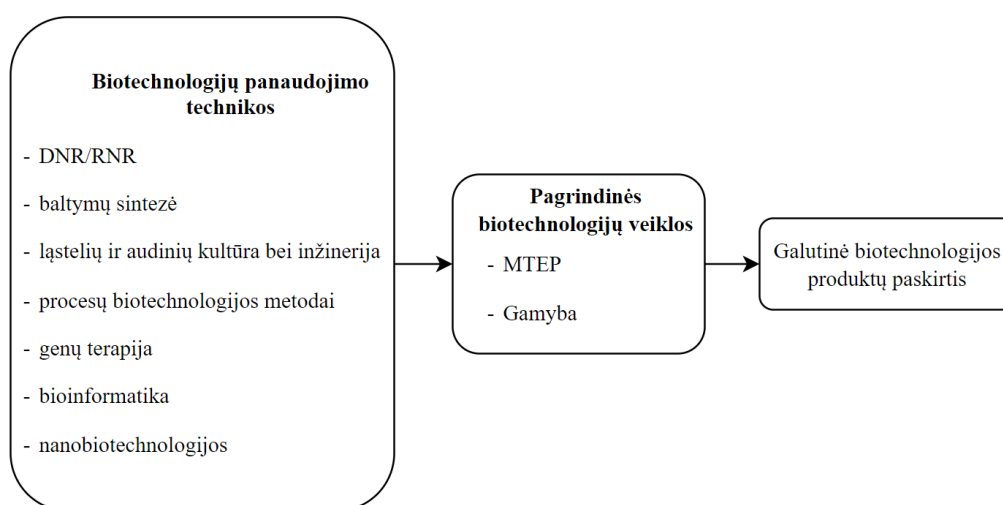 Biotechnologijų panaudojimo
technikos
- DNR/RNR
- baltymų sintezė
- ląstelių ir audinių kultūra bei inžinerija
- procesų biotechnologijos metodai
- genų terapija
- bioinformatika
- nanobiotechnologijos
Pagrindinės
biotechnologijų veiklos
- MTEP
- Gamyba
Galutinė biotechnologijos
produktų paskirtis